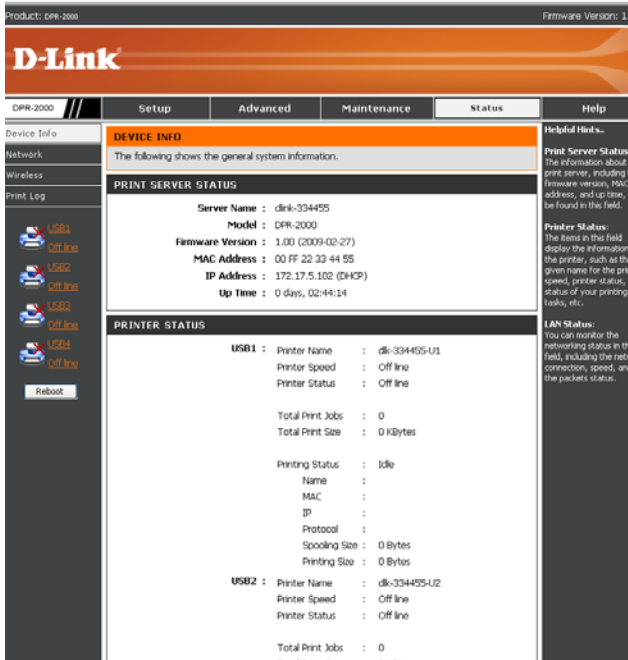 Product: DPR-2000
Firmware Version: 1.
D-Link
DPR-2000
Setup
Advanced
Maintenance
Status
Help
Device Info
Network
Wireless
Print Log
USB1
Off line
USB2
Off line
USB3
Off line
USB4
Off line
Reboot
DEVICE INFO
The following shows the general system information.
PRINT SERVER STATUS
Server Name : dlink-334455
Model : DPR-2000
Firmware Version : 1.00 (2009-02-27)
MAC Address : 00 FF 22 33 44 55
IP Address : 172.17.5.102 (DHCP)
Up Time : 0 days, 02:44:14
PRINTER STATUS
USB1 : Printer Name : dlk-334455-U1
Printer Speed : Off line
Printer Status : Off line
Total Print Jobs : 0
Total Print Size : 0 KBytes
Printing Status : Idle
Name :
MAC :
IP :
Protocol :
Spooling Size : 0 Bytes
Printing Size : 0 Bytes
USB2 : Printer Name : dlk-334455-U2
Printer Speed : Off line
Printer Status : Off line
Total Print Jobs : 0
Helpful Hints..
Print Server Status
The information about
print server, including
firmware version, MAC
address, and up time,
be found in this field.
Printer Status:
The items in this field
display the information
the printer, such as the
given name for the pri
speed, printer status,
status of your printing
tasks, etc.
LAN Status:
You can monitor the
networking status in th
field, including the net
connection, speed, an
the packets status.